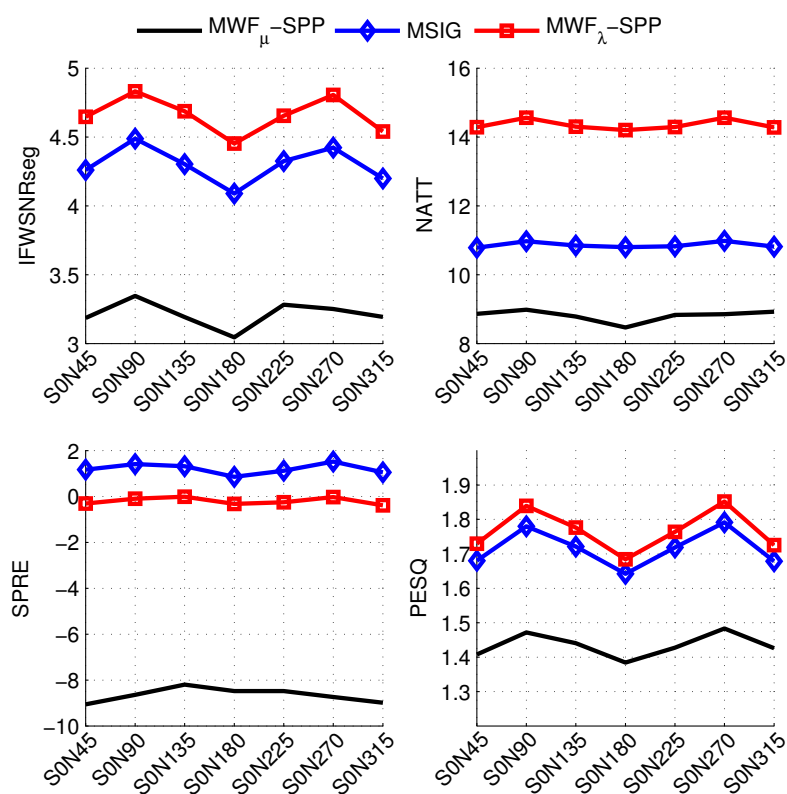 MWFμ−SPP MSIG MWFλ−SPP
5
4.5
4
3.5
3
IFWSNRseg
S0N45
S0N90
S0N135
S0N180
S0N225
S0N270
S0N315
16
14
12
10
8
NATT
S0N45
S0N90
S0N135
S0N180
S0N225
S0N270
S0N315
2
0
−2
−4
−6
−8
−10
SPRE
S0N45
S0N90
S0N135
S0N180
S0N225
S0N270
S0N315
1.9
1.8
1.7
1.6
1.5
1.4
1.3
PESQ
S0N45
S0N90
S0N135
S0N180
S0N225
S0N270
S0N315